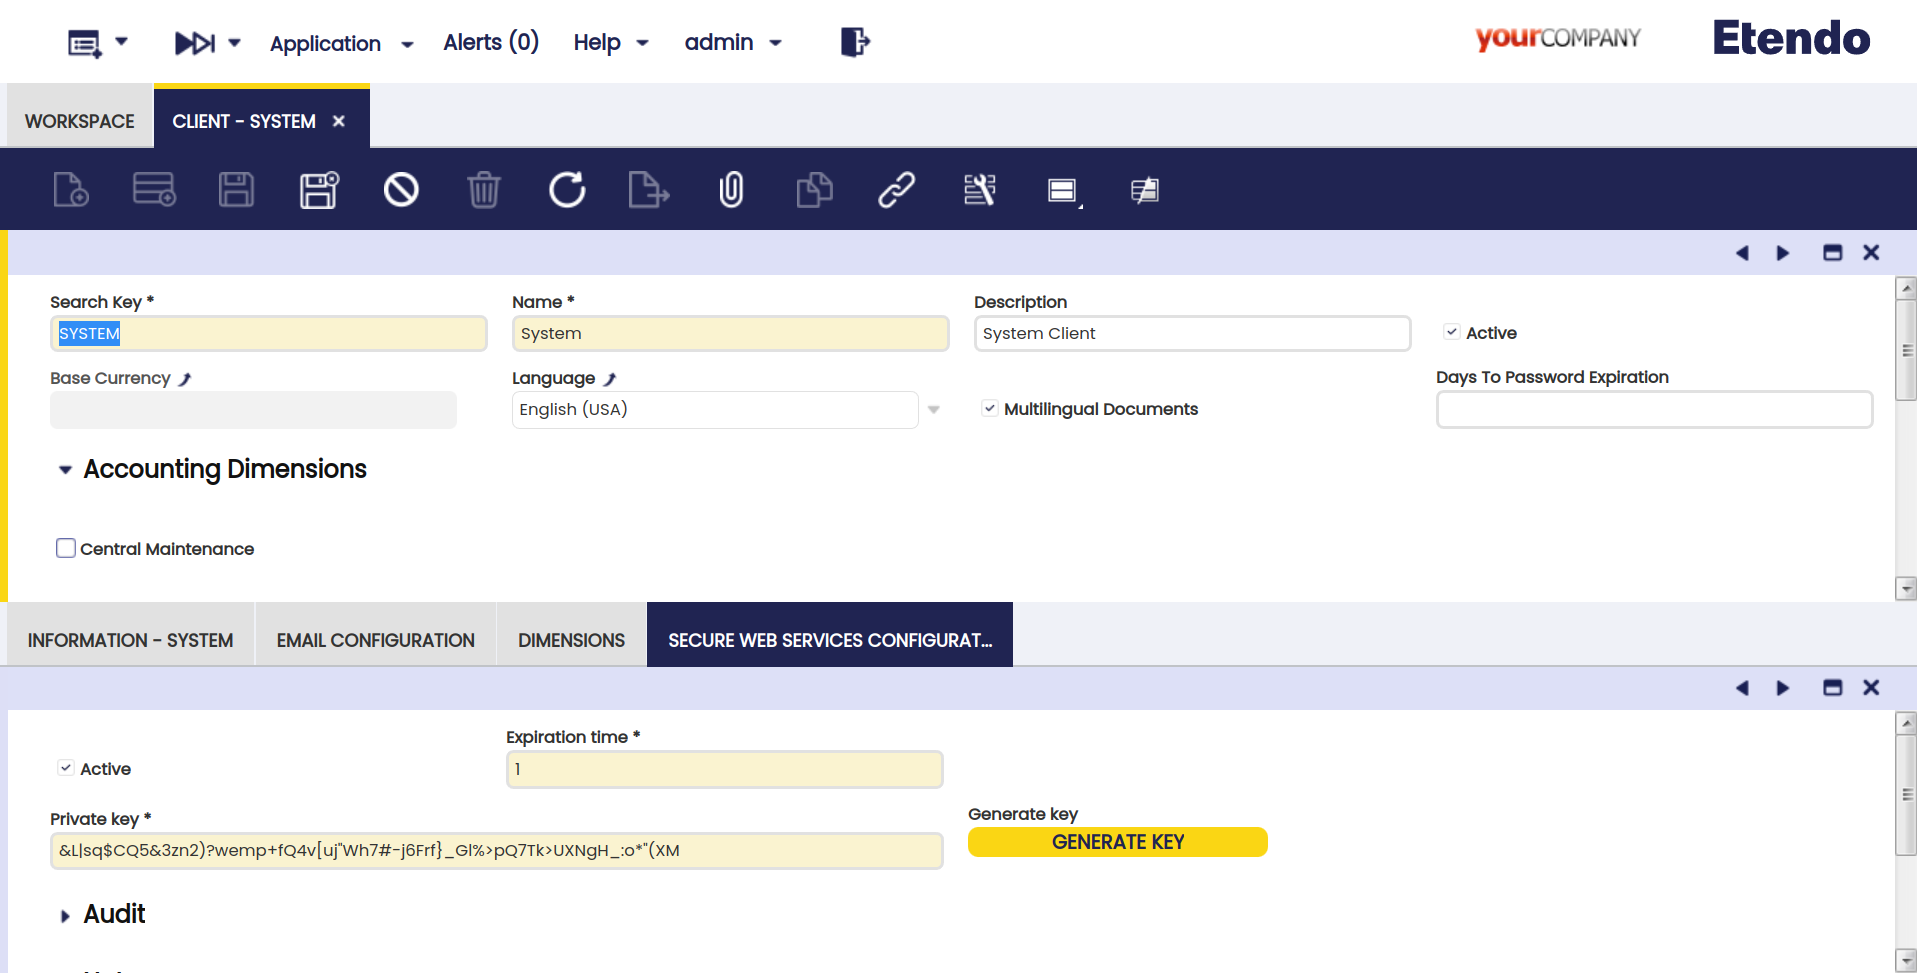 Application
Alerts (0)
Help
admin
yourCOMPANY
Etendo
WORKSPACE
CLIENT - SYSTEM
Search Key *
Name *
Description
SYSTEM
System
System Client
Active
Base Currency
Language
Days To Password Expiration
English (USA)
Multilingual Documents
Accounting Dimensions
Central Maintenance
INFORMATION - SYSTEM
EMAIL CONFIGURATION
DIMENSIONS
SECURE WEB SERVICES CONFIGURAT...
Expiration time *
Active
1
Private key *
Generate key
&L|sq$CQ5&3zn2)?wemp+fQ4v[uj"Wh7#-j6Frf}_Gl%>pQ7Tk>UXNgH_:o*"(XM
GENERATE KEY
Audit